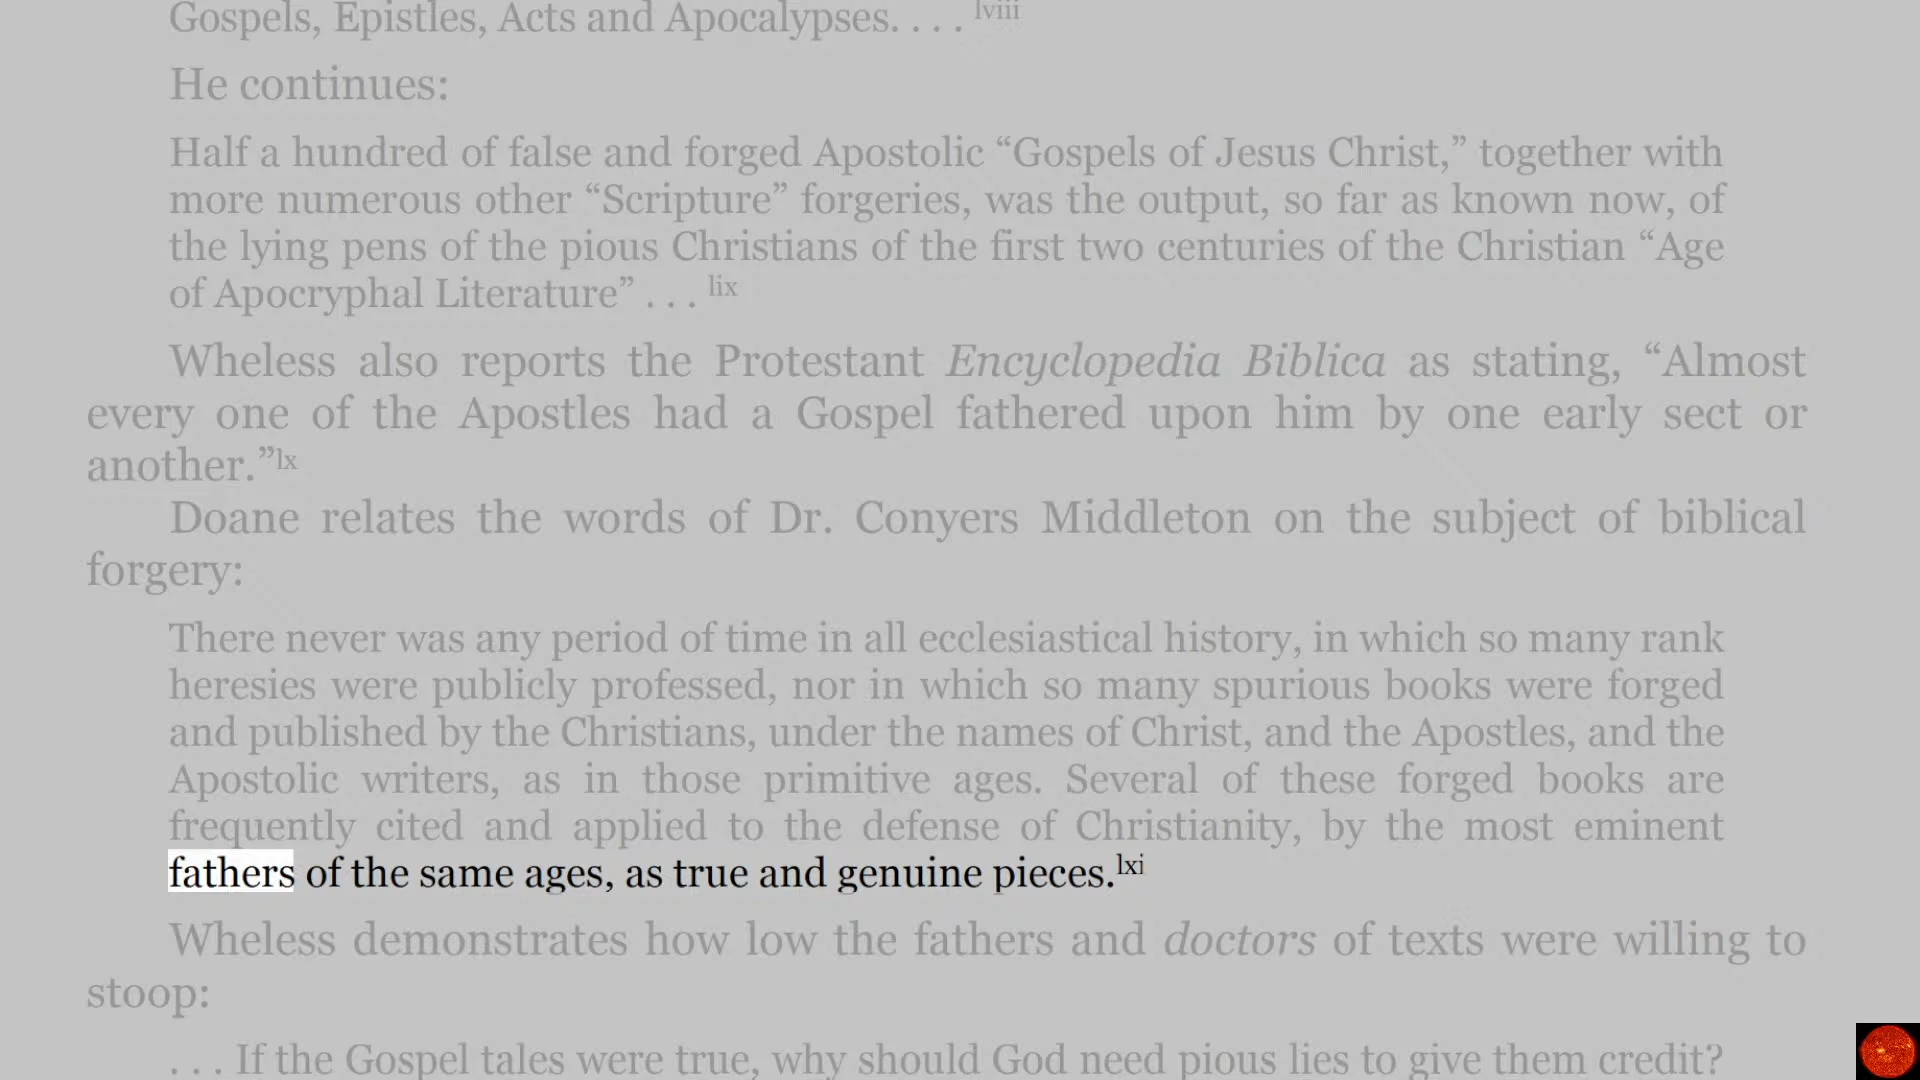 Gospels, Epistles, Acts and Apocalypses. . . . lviii
He continues:
Half a hundred of false and forged Apostolic “Gospels of Jesus Christ,” together with
more numerous other “Scripture” forgeries, was the output, so far as known now, of
the lying pens of the pious Christians of the first two centuries of the Christian “Age
of Apocryphal Literature” . . . lix
Wheless also reports the Protestant Encyclopedia Biblica as stating, “Almost
every one of the Apostles had a Gospel fathered upon him by one early sect or
another.”lx
Doane relates the words of Dr. Conyers Middleton on the subject of biblical
forgery:
There never was any period of time in all ecclesiastical history, in which so many rank
heresies were publicly professed, nor in which so many spurious books were forged
and published by the Christians, under the names of Christ, and the Apostles, and the
Apostolic writers, as in those primitive ages. Several of these forged books are
frequently cited and applied to the defense of Christianity, by the most eminent
fathers of the same ages, as true and genuine pieces.lxi
Wheless demonstrates how low the fathers and doctors of texts were willing to
stoop:
. . . If the Gospel tales were true, why should God need pious lies to give them credit?